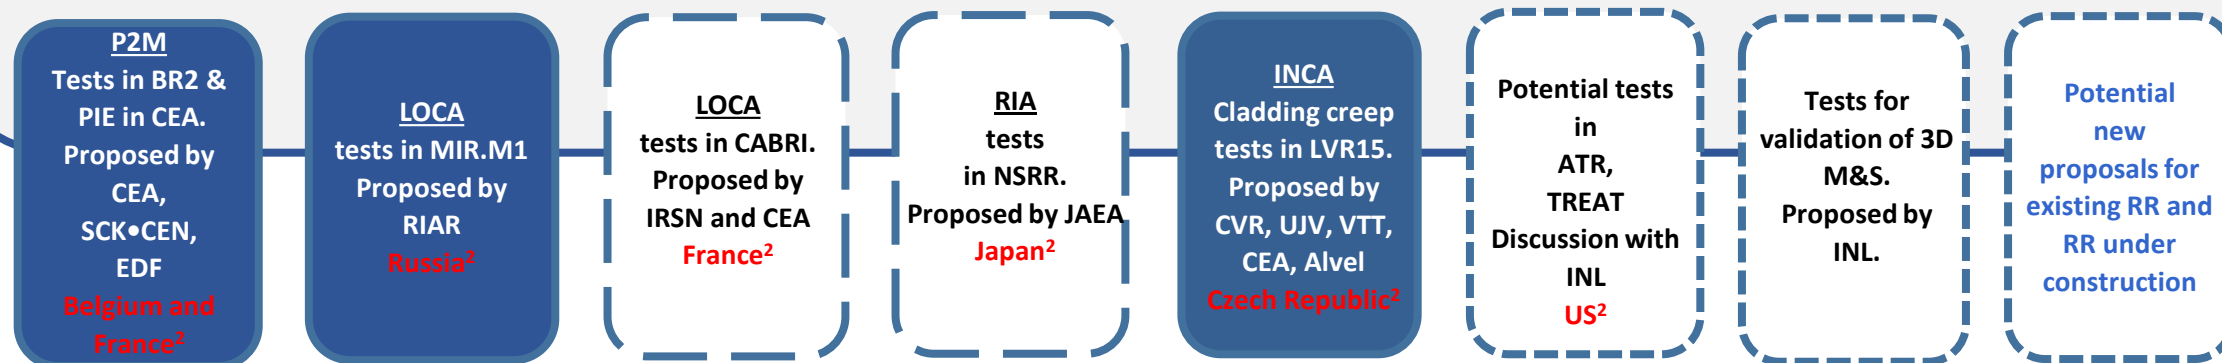 P2M
Tests in BR2 &
PIE in CEA.
Proposed by
CEA,
SCK•CEN,
EDF
Belgium and
France²
LOCA
tests in MIR.M1
Proposed by
RIAR
Russia²
LOCA
tests in CABRI.
Proposed by
IRSN and CEA
France²
RIA
tests
in NSRR.
Proposed by JAEA
Japan²
INCA
Cladding creep
tests in LVR15.
Proposed by
CVR, UJV, VTT,
CEA, Alvel
Czech Republic²
Potential tests
in
ATR,
TREAT
Discussion with
INL
US²
Tests for
validation of 3D
M&S.
Proposed by
INL.
Potential
new
proposals for
existing RR and
RR under
construction